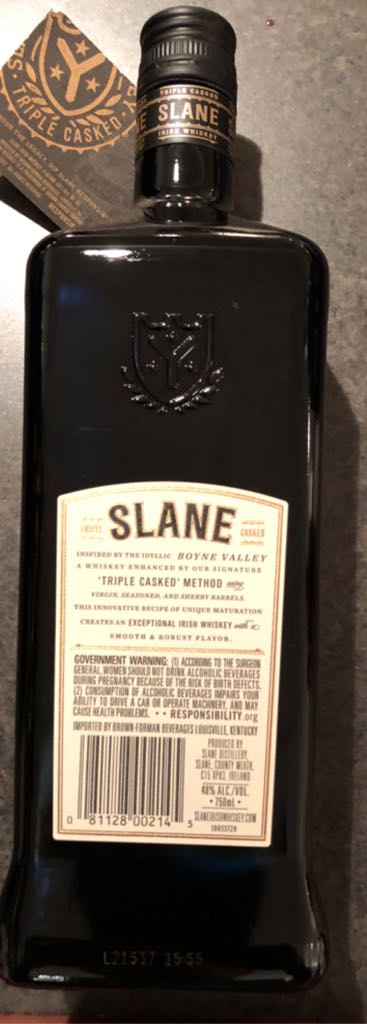 TRIPLE CASKED
TRIPLE CASKED
SLANE
IRISH WHISKEY
TRIPLE
SLANE
CASKED
INSPIRED BY THE IDYLLIC BOYNE VALLEY
A WHISKEY ENHANCED BY OUR SIGNATURE
'TRIPLE CASKED' METHOD using
VIRGIN, SEASONED, AND SHERRY BARRELS.
THIS INNOVATIVE RECIPE OF UNIQUE MATURATION
CREATES AN EXCEPTIONAL IRISH WHISKEY with a
SMOOTH & ROBUST FLAVOR.
GOVERNMENT WARNING: (1) ACCORDING TO THE SURGEON
GENERAL, WOMEN SHOULD NOT DRINK ALCOHOLIC BEVERAGES
DURING PREGNANCY BECAUSE OF THE RISK OF BIRTH DEFECTS.
(2) CONSUMPTION OF ALCOHOLIC BEVERAGES IMPAIRS YOUR
ABILITY TO DRIVE A CAR OR OPERATE MACHINERY, AND MAY
CAUSE HEALTH PROBLEMS. •• RESPONSIBILITY.org
IMPORTED BY BROWN-FORMAN BEVERAGES LOUISVILLE, KENTUCKY
PRODUCED BY
SLANE DISTILLERY,
SLANE, COUNTY MEATH,
C15 XP83, IRELAND
40% ALC./VOL.
• 750mL •
SLANEIRISHWHISKEY.COM
10033729
0 81128 00214 5
L21537 15:55